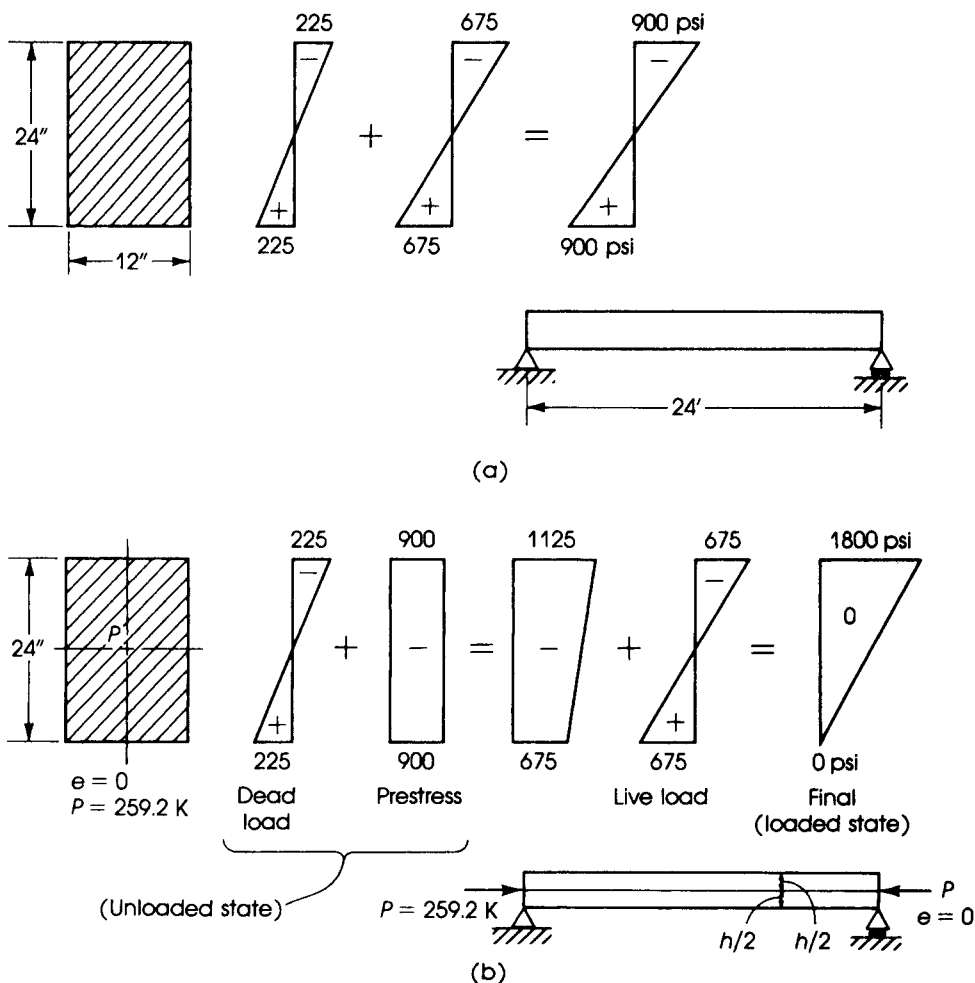 225 675 900 psi
24″ − + − = −
+ + +
225 675 900 psi
12″
24′
(a)
225 900 1125 675 1800 psi
24″ P − + − = − + − = 0
+ +
225 900 675 675 0 psi
e = 0
P = 259.2 K
Dead load
Prestress
Live load
Final (loaded state)
(Unloaded state)
P = 259.2 K
P
e = 0
h/2 h/2
(b)